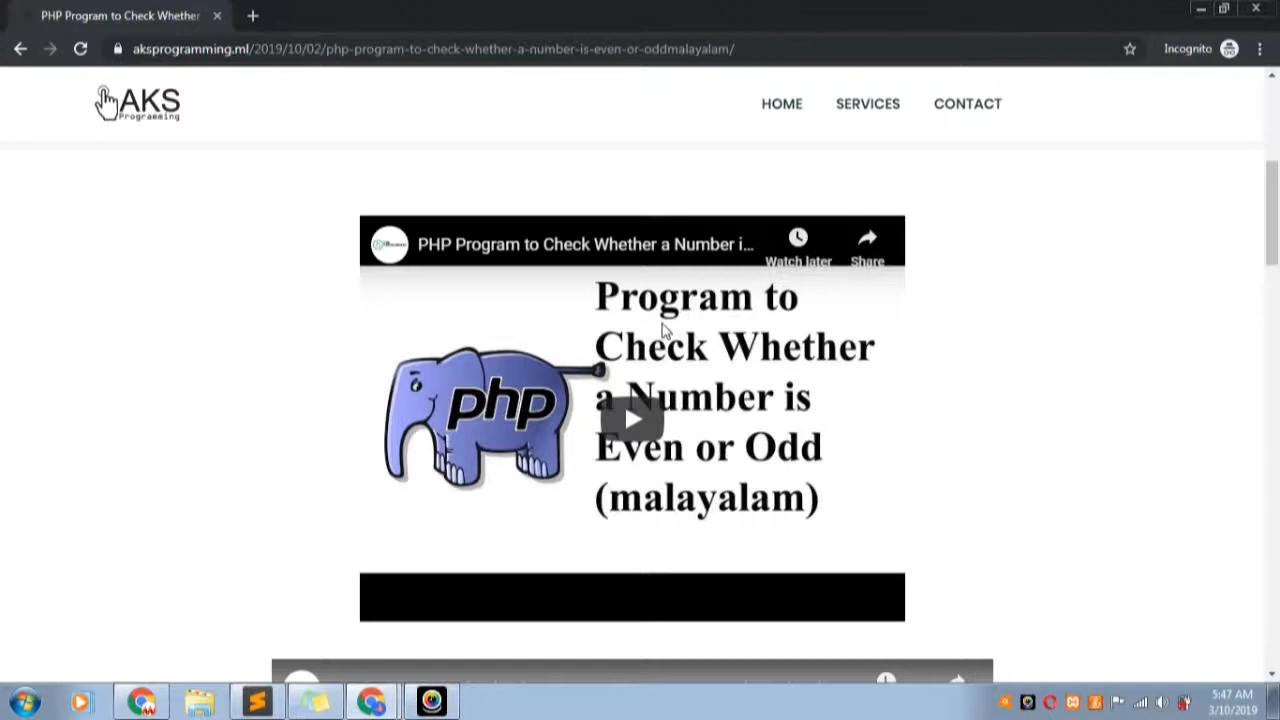 PHP Program to Check Whether
aksprogramming.ml/2019/10/02/php-program-to-check-whether-a-number-is-even-or-oddmalayalam/
Incognito
AKS
Programming
HOME SERVICES CONTACT
PHP Program to Check Whether a Number i...
Watch later
Share
Program to
Check Whether
a Number is
Even or Odd
(malayalam)
php
5:47 AM
3/10/2019